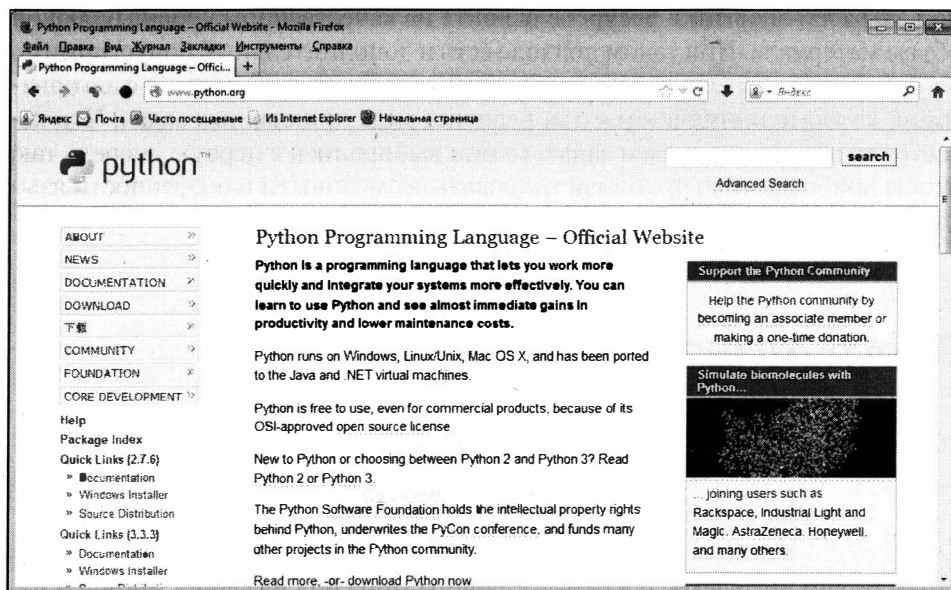 Python Programming Language – Official Website - Mozilla Firefox
Файл Правка Вид Журнал Закладки Инструменты Справка
Python Programming Language – Offici... +
www.python.org
Яндекс
Яндекс Почта Часто посещаемые Из Internet Explorer Начальная страница
python
search
Advanced Search
ABOUT »
NEWS »
DOCUMENTATION »
DOWNLOAD »
下载 »
COMMUNITY »
FOUNDATION »
CORE DEVELOPMENT »
Help
Package Index
Quick Links (2.7.6)
» Documentation
» Windows Installer
» Source Distribution
Quick Links (3.3.3)
» Documentation
» Windows Installer
Python Programming Language – Official Website
Python is a programming language that lets you work more
quickly and integrate your systems more effectively. You can
learn to use Python and see almost immediate gains in
productivity and lower maintenance costs.
Python runs on Windows, Linux/Unix, Mac OS X, and has been ported
to the Java and .NET virtual machines.
Python is free to use, even for commercial products, because of its
OSI-approved open source license
New to Python or choosing between Python 2 and Python 3? Read
Python 2 or Python 3.
The Python Software Foundation holds the intellectual property rights
behind Python, underwrites the PyCon conference, and funds many
other projects in the Python community.
Read more, -or- download Python now
Support the Python Community
Help the Python community by
becoming an associate member or
making a one-time donation.
Simulate biomolecules with
Python...
... joining users such as
Rackspace, Industrial Light and
Magic, AstraZeneca, Honeywell,
and many others.